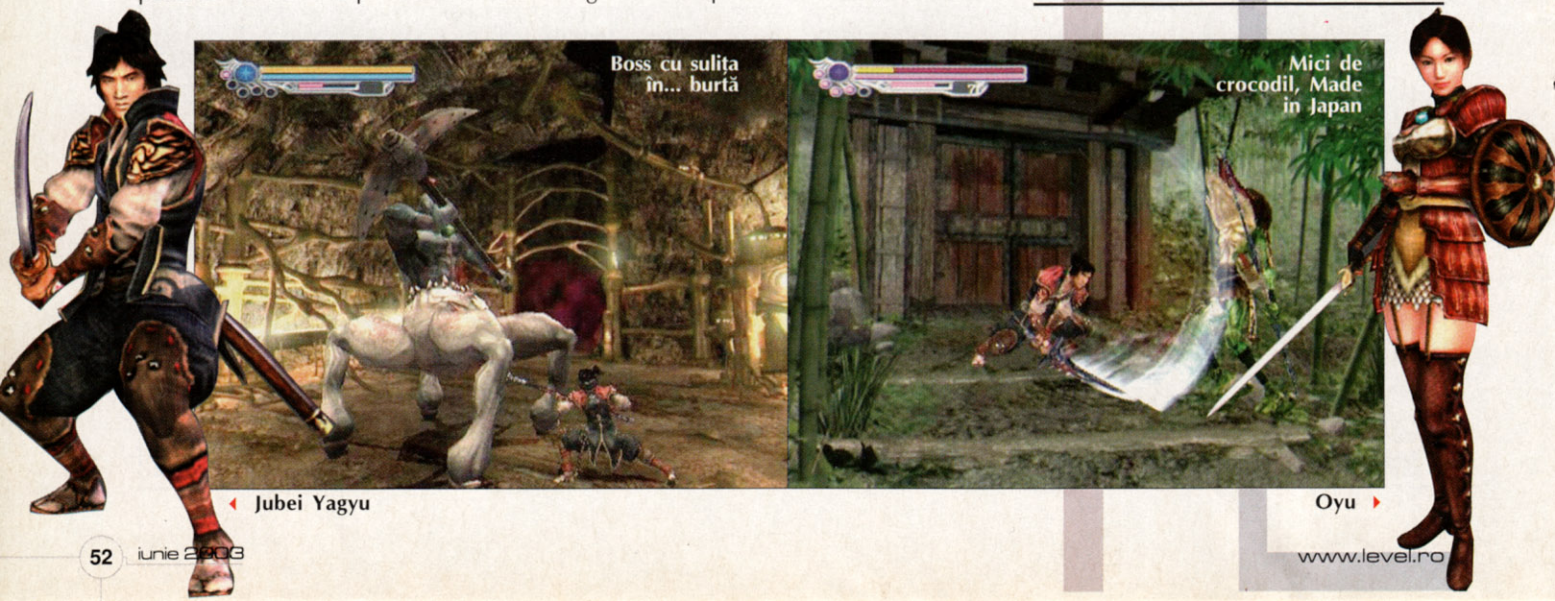 Boss cu sulița
în... burtă
Mici de
crocodil, Made
in Japan
Jubei Yagyu
Oyu
52 iunie 2003
www.level.ro